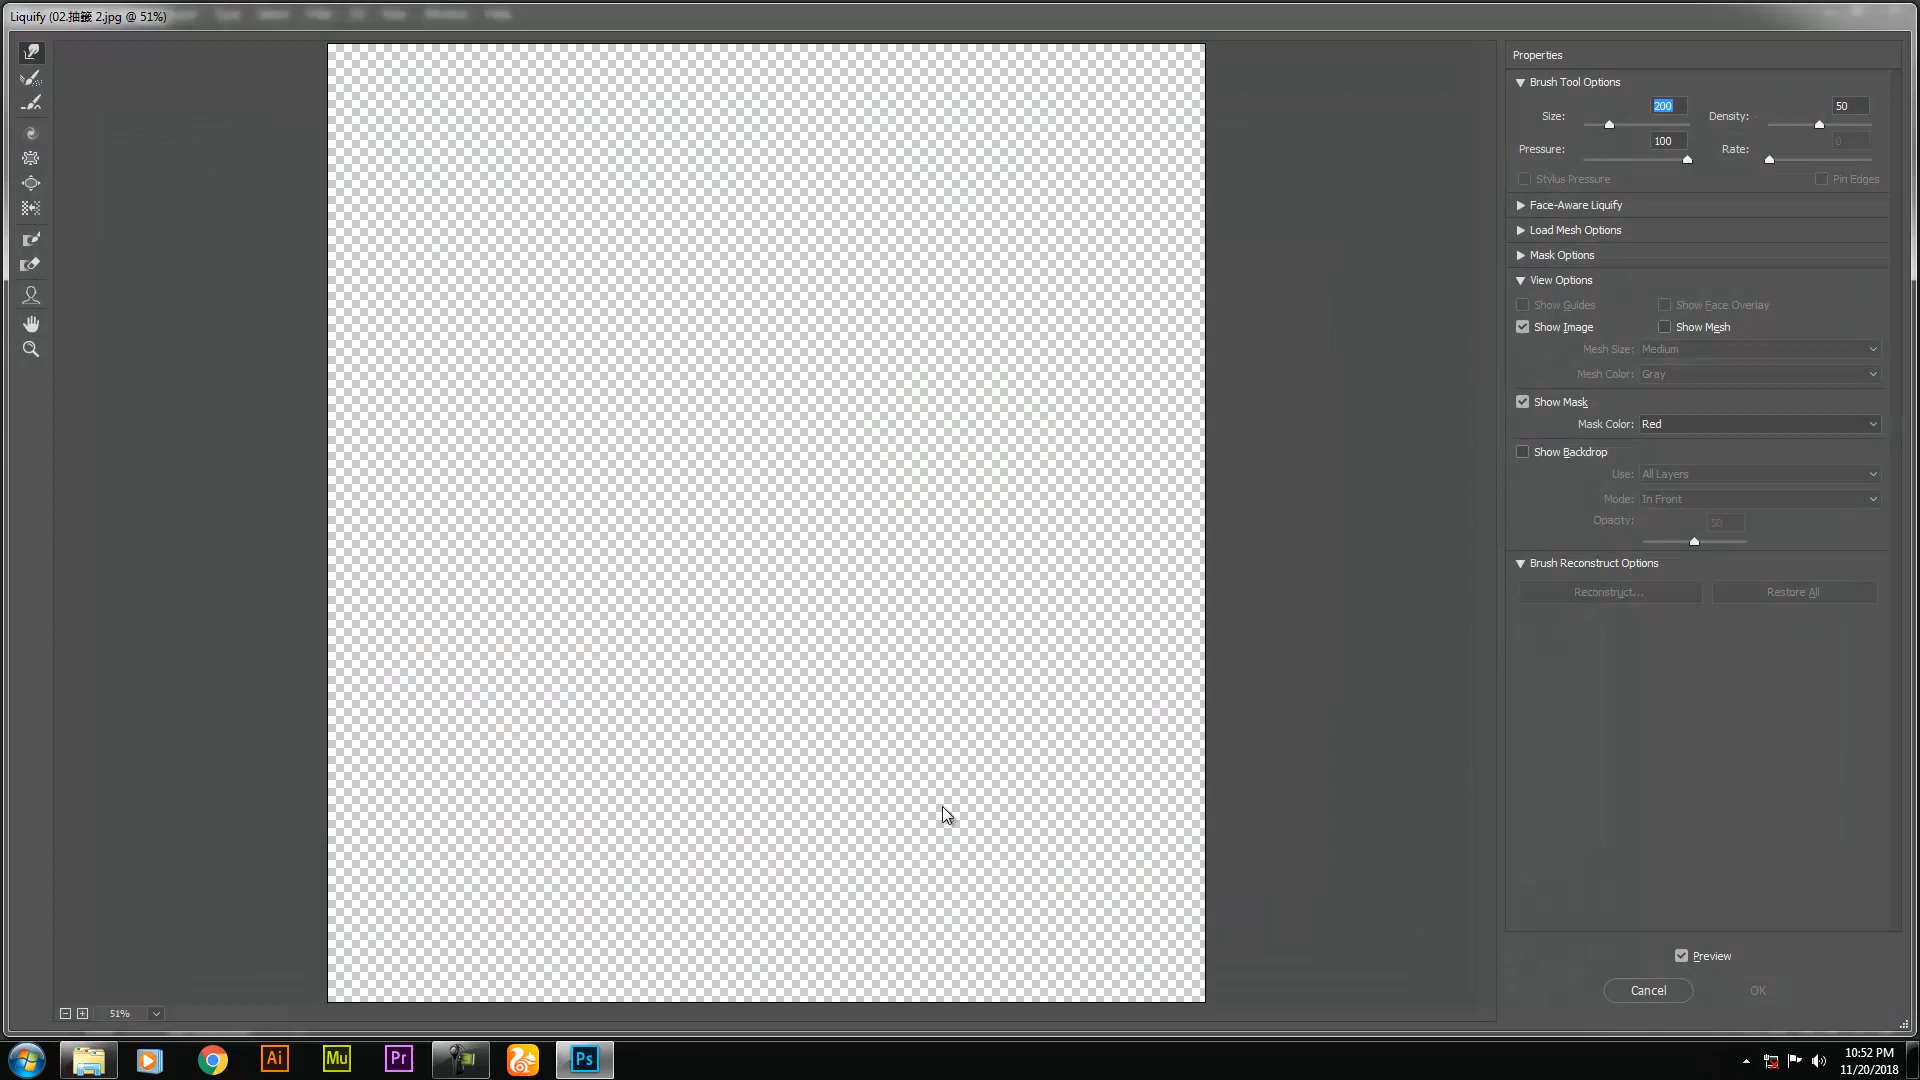 Liquify (02.抽籤 2.jpg @ 51%)
Properties
Brush Tool Options
Size: 200 Density: 50
Pressure: 100 Rate: 0
Stylus Pressure Pin Edges
Face-Aware Liquify
Load Mesh Options
Mask Options
View Options
Show Guides Show Face Overlay
Show Image Show Mesh
Mesh Size: Medium
Mesh Color: Gray
Show Mask
Mask Color: Red
Show Backdrop
Use: All Layers
Mode: In Front
Opacity: 50
Brush Reconstruct Options
Reconstruct... Restore All
Preview
Cancel OK
51%
Ai Mu Pr Ps
10:52 PM
11/20/2018